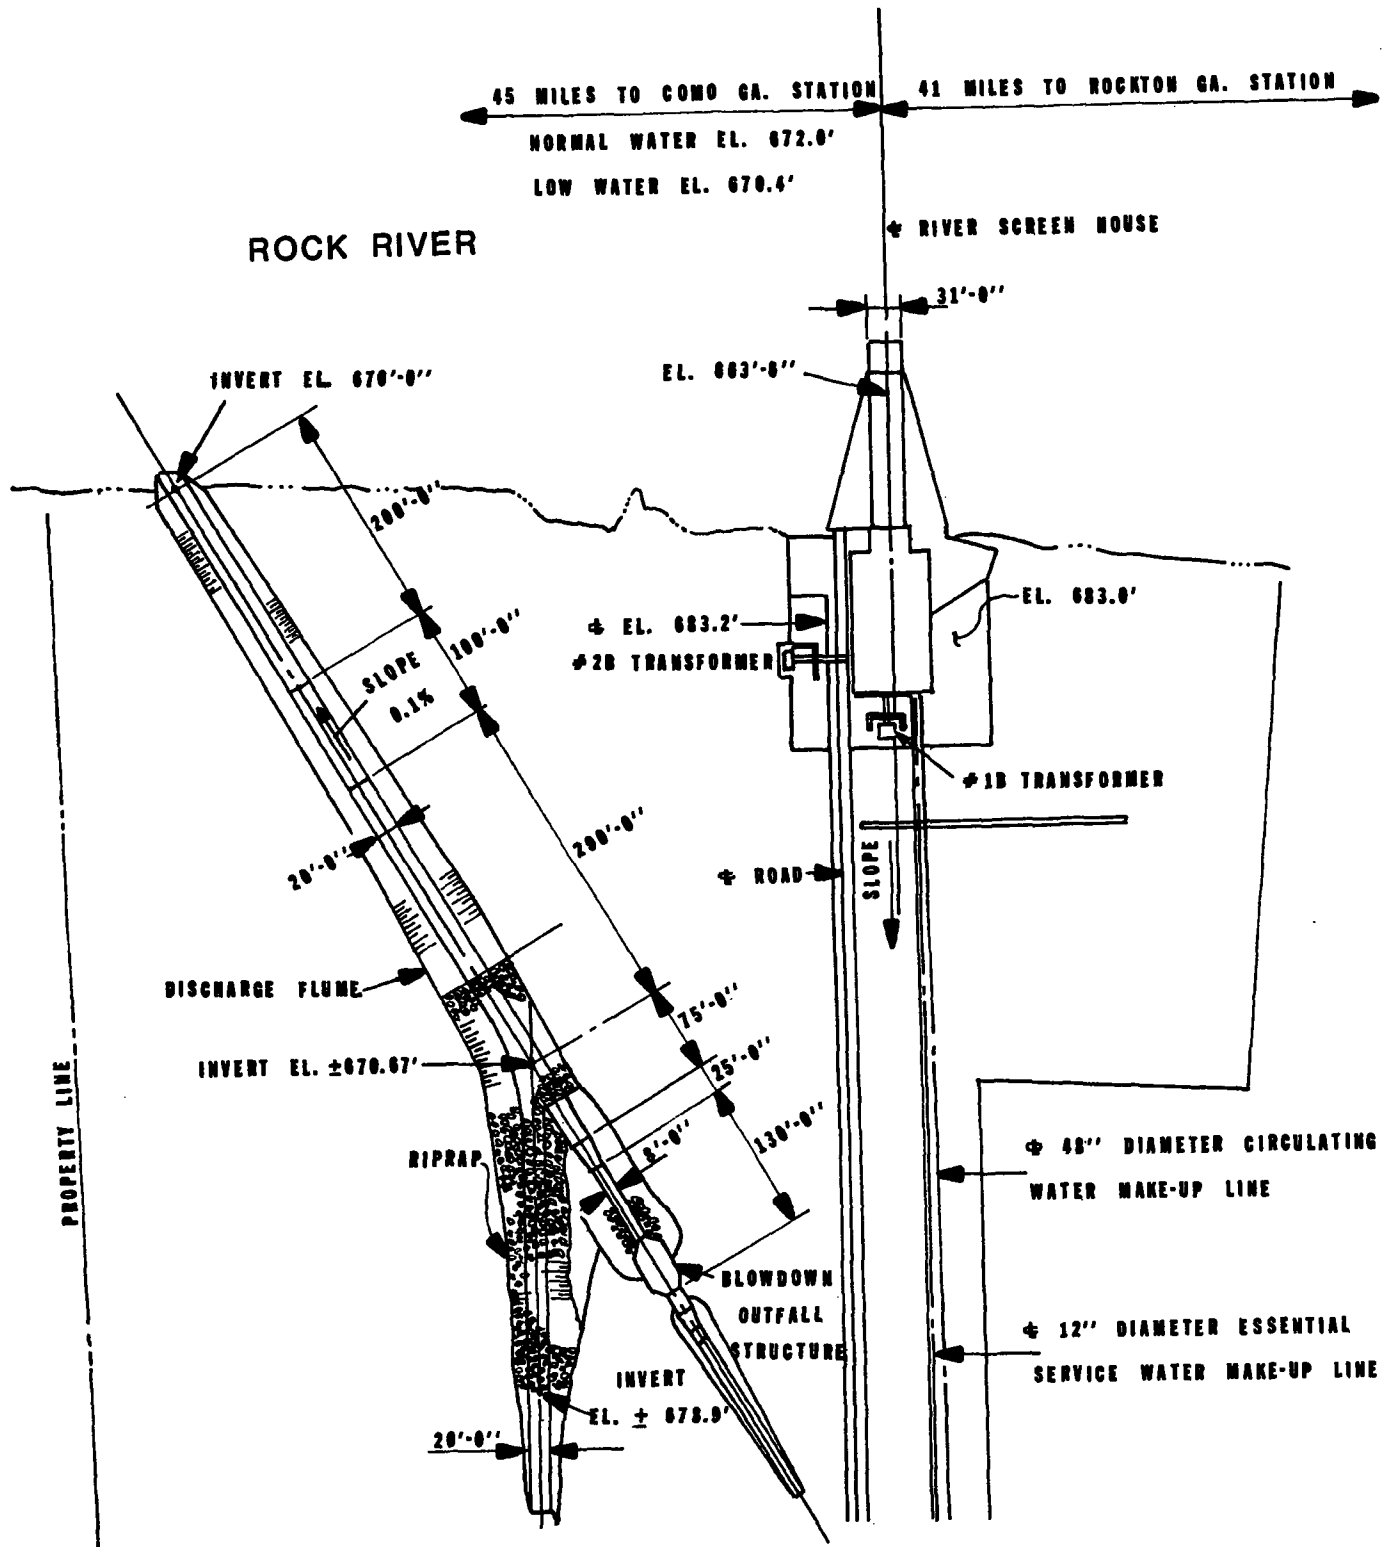 45 MILES TO COMO GA. STATION
41 MILES TO ROCKTON GA. STATION
NORMAL WATER EL. 672.0'
LOW WATER EL. 670.4'
℄ RIVER SCREEN HOUSE
ROCK RIVER
31'-0''
INVERT EL. 670'-0''
EL. 663'-6''
200'-0''
100'-0''
SLOPE
0.1%
℄ EL. 683.2'
EL. 683.0'
#2B TRANSFORMER
#1B TRANSFORMER
290'-0''
20'-0''
℄ ROAD
SLOPE
DISCHARGE FLUME
75'-0''
INVERT EL. ±670.67'
25'-0''
130'-0''
8'-0''
PROPERTY LINE
RIPRAP
℄ 48'' DIAMETER CIRCULATING
WATER MAKE-UP LINE
BLOWDOWN
OUTFALL
STRUCTURE
℄ 12'' DIAMETER ESSENTIAL
SERVICE WATER MAKE-UP LINE
INVERT
EL. ±
20'-0''